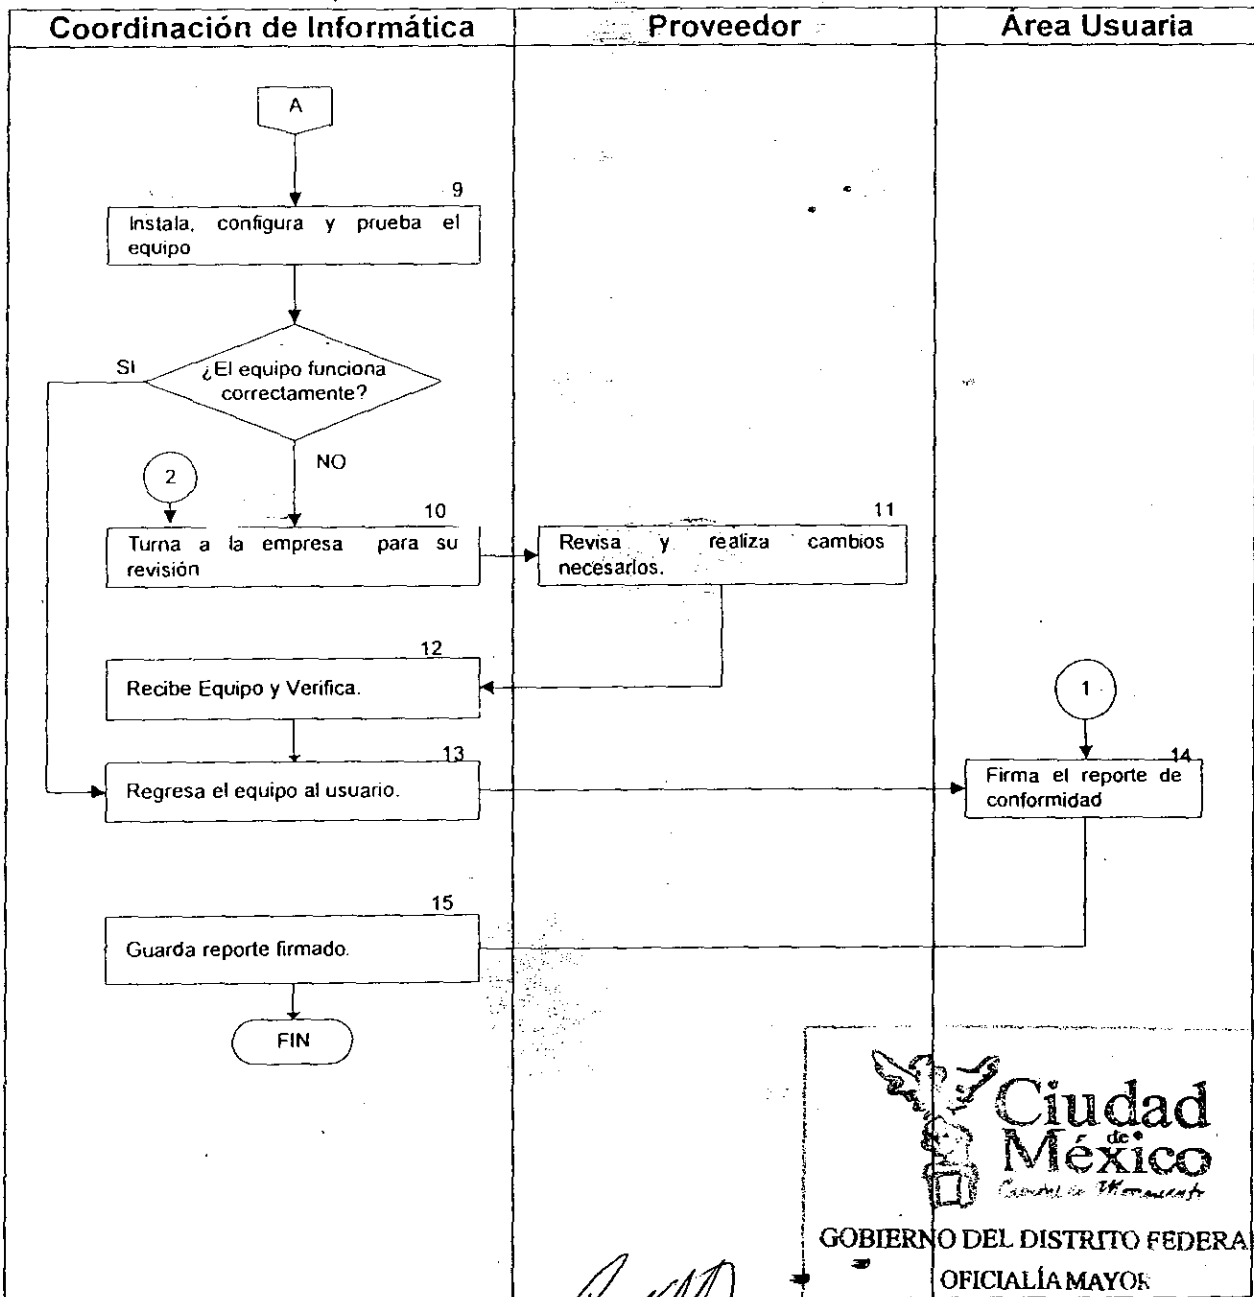 Coordinación de Informática
Proveedor
Área Usuaria
A
9
Instala, configura y prueba el
equipo
SI
¿El equipo funciona
correctamente?
NO
2
10
Turna a la empresa para su
revisión
11
Revisa y realiza cambios
necesarios.
12
Recibe Equipo y Verifica.
1
13
Regresa el equipo al usuario.
14
Firma el reporte de
conformidad
15
Guarda reporte firmado.
FIN
Ciudad
de
México
GOBIERNO DEL DISTRITO FEDERA
OFICIALÍA MAYOR